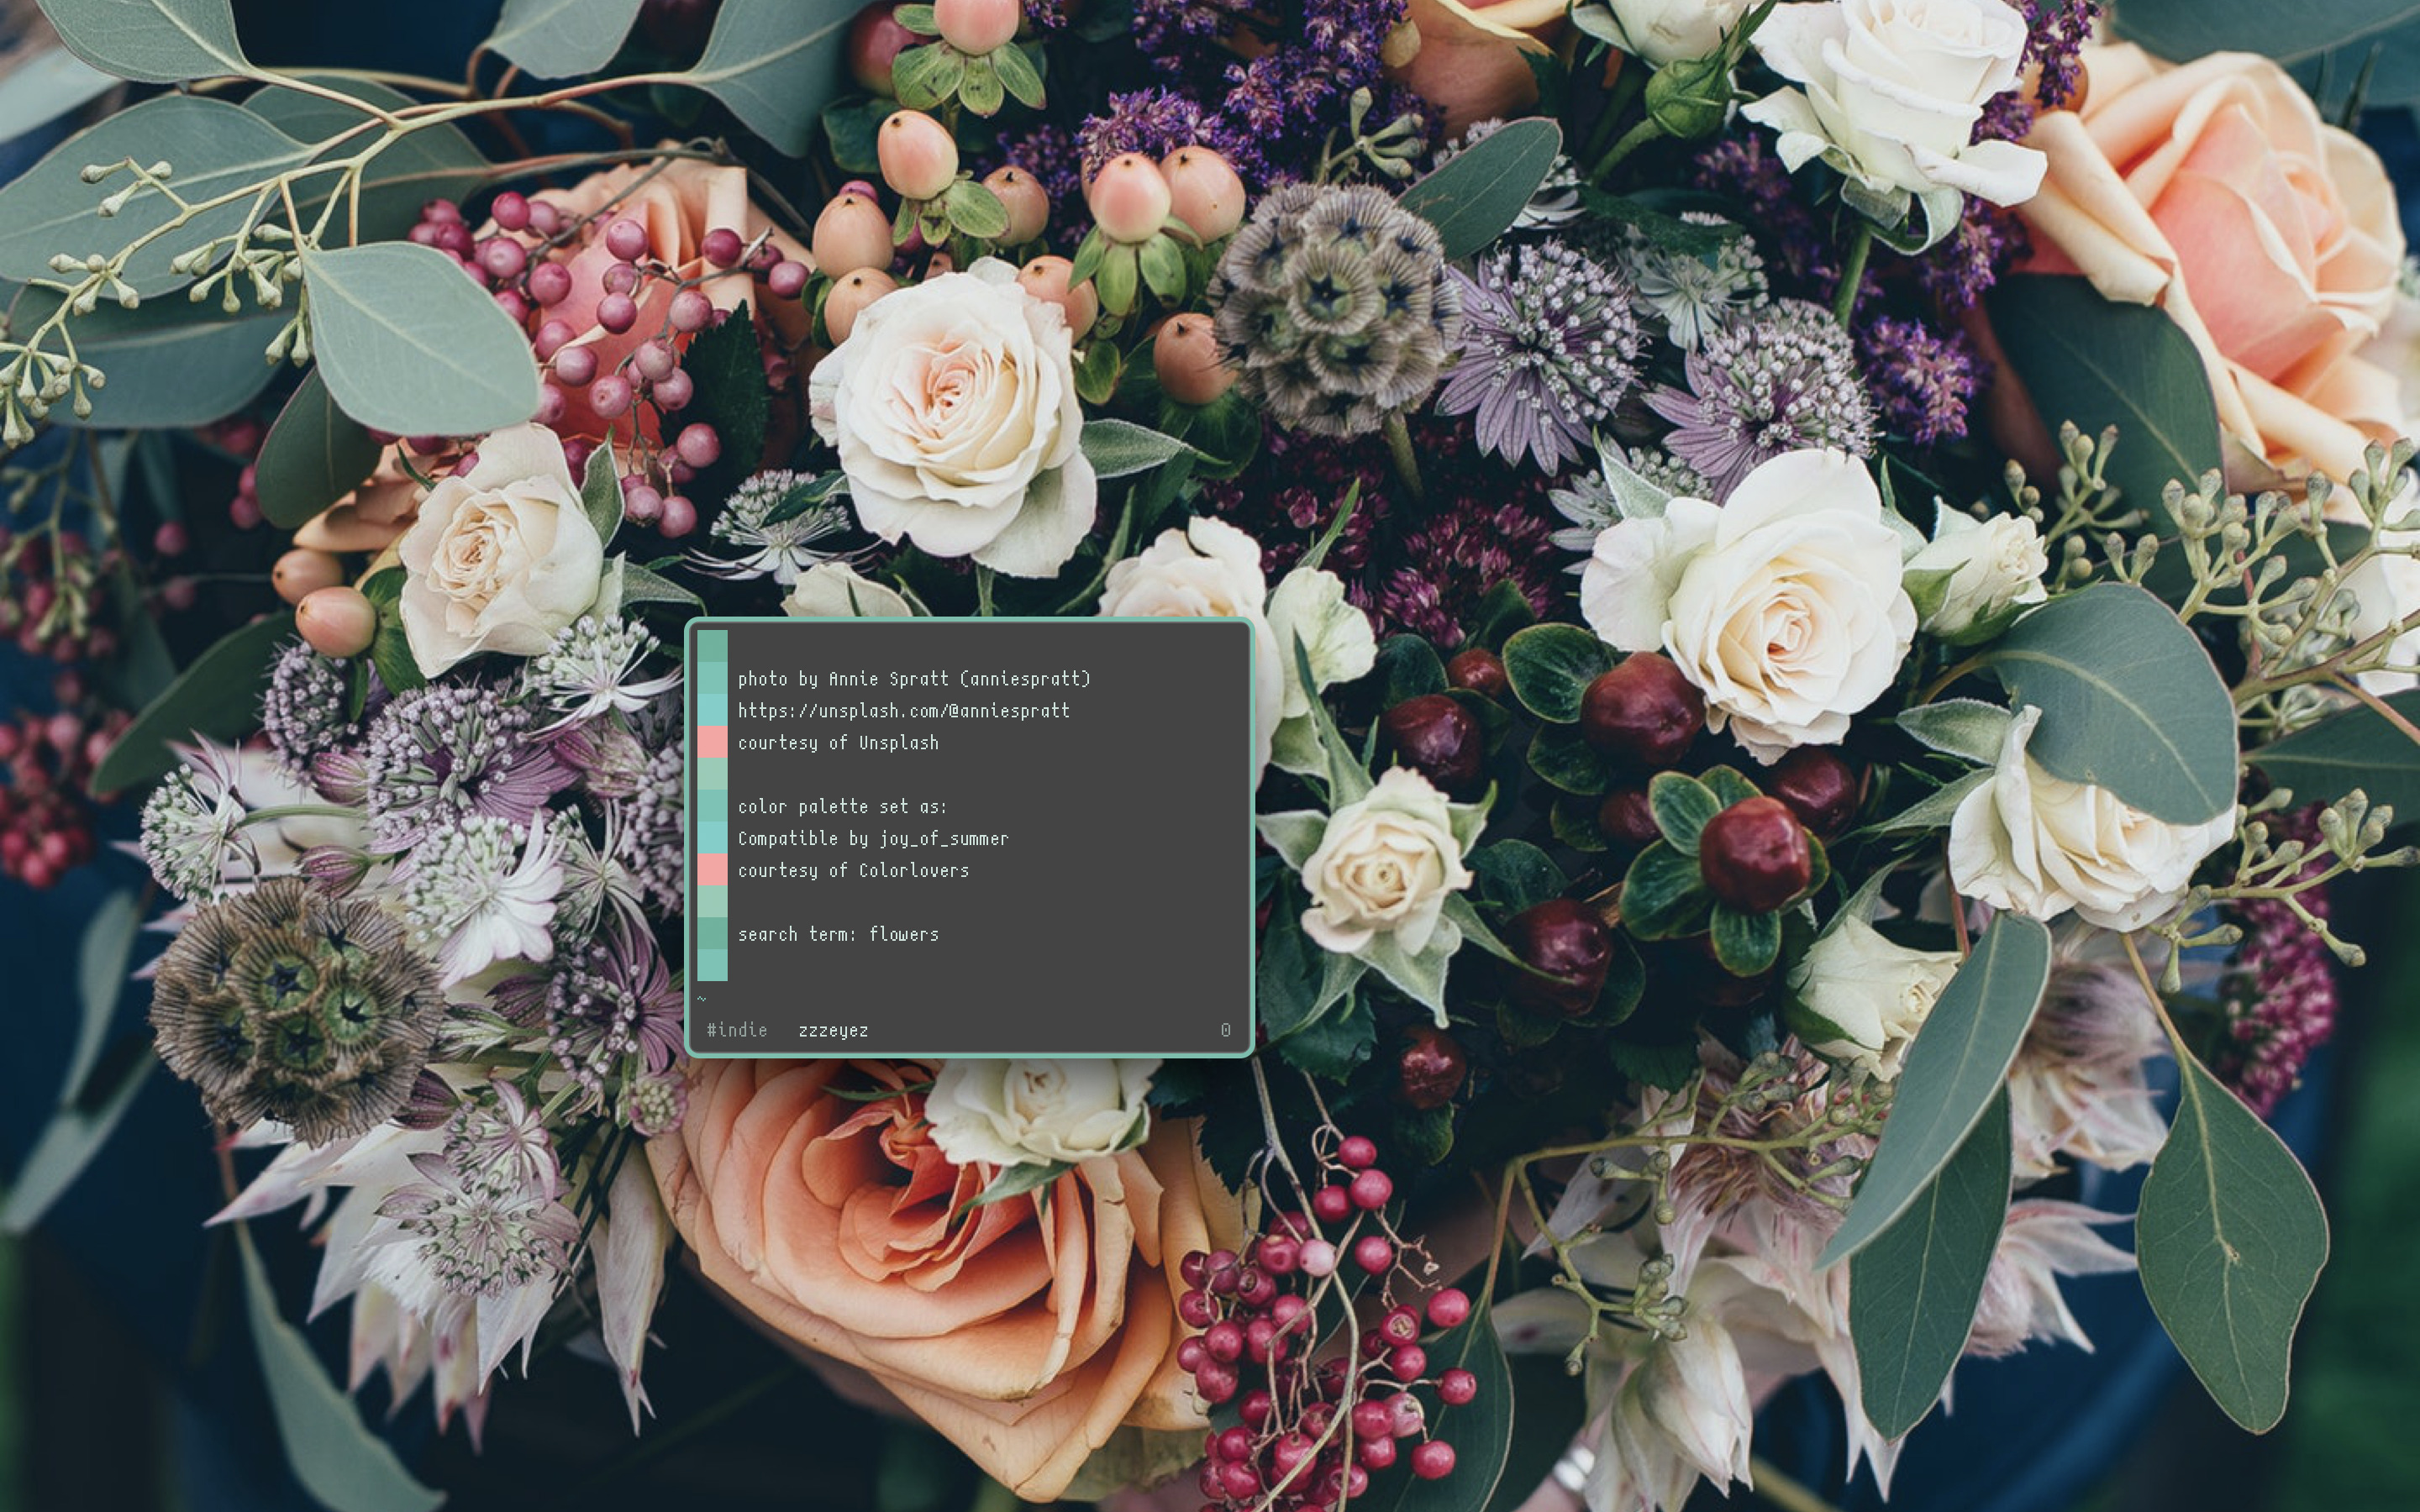 photo by Annie Spratt (anniespratt)
https://unsplash.com/@anniespratt
courtesy of Unsplash
color palette set as:
Compatible by joy_of_summer
courtesy of Colorlovers
search term: flowers
~
#indie zzzeyez 0